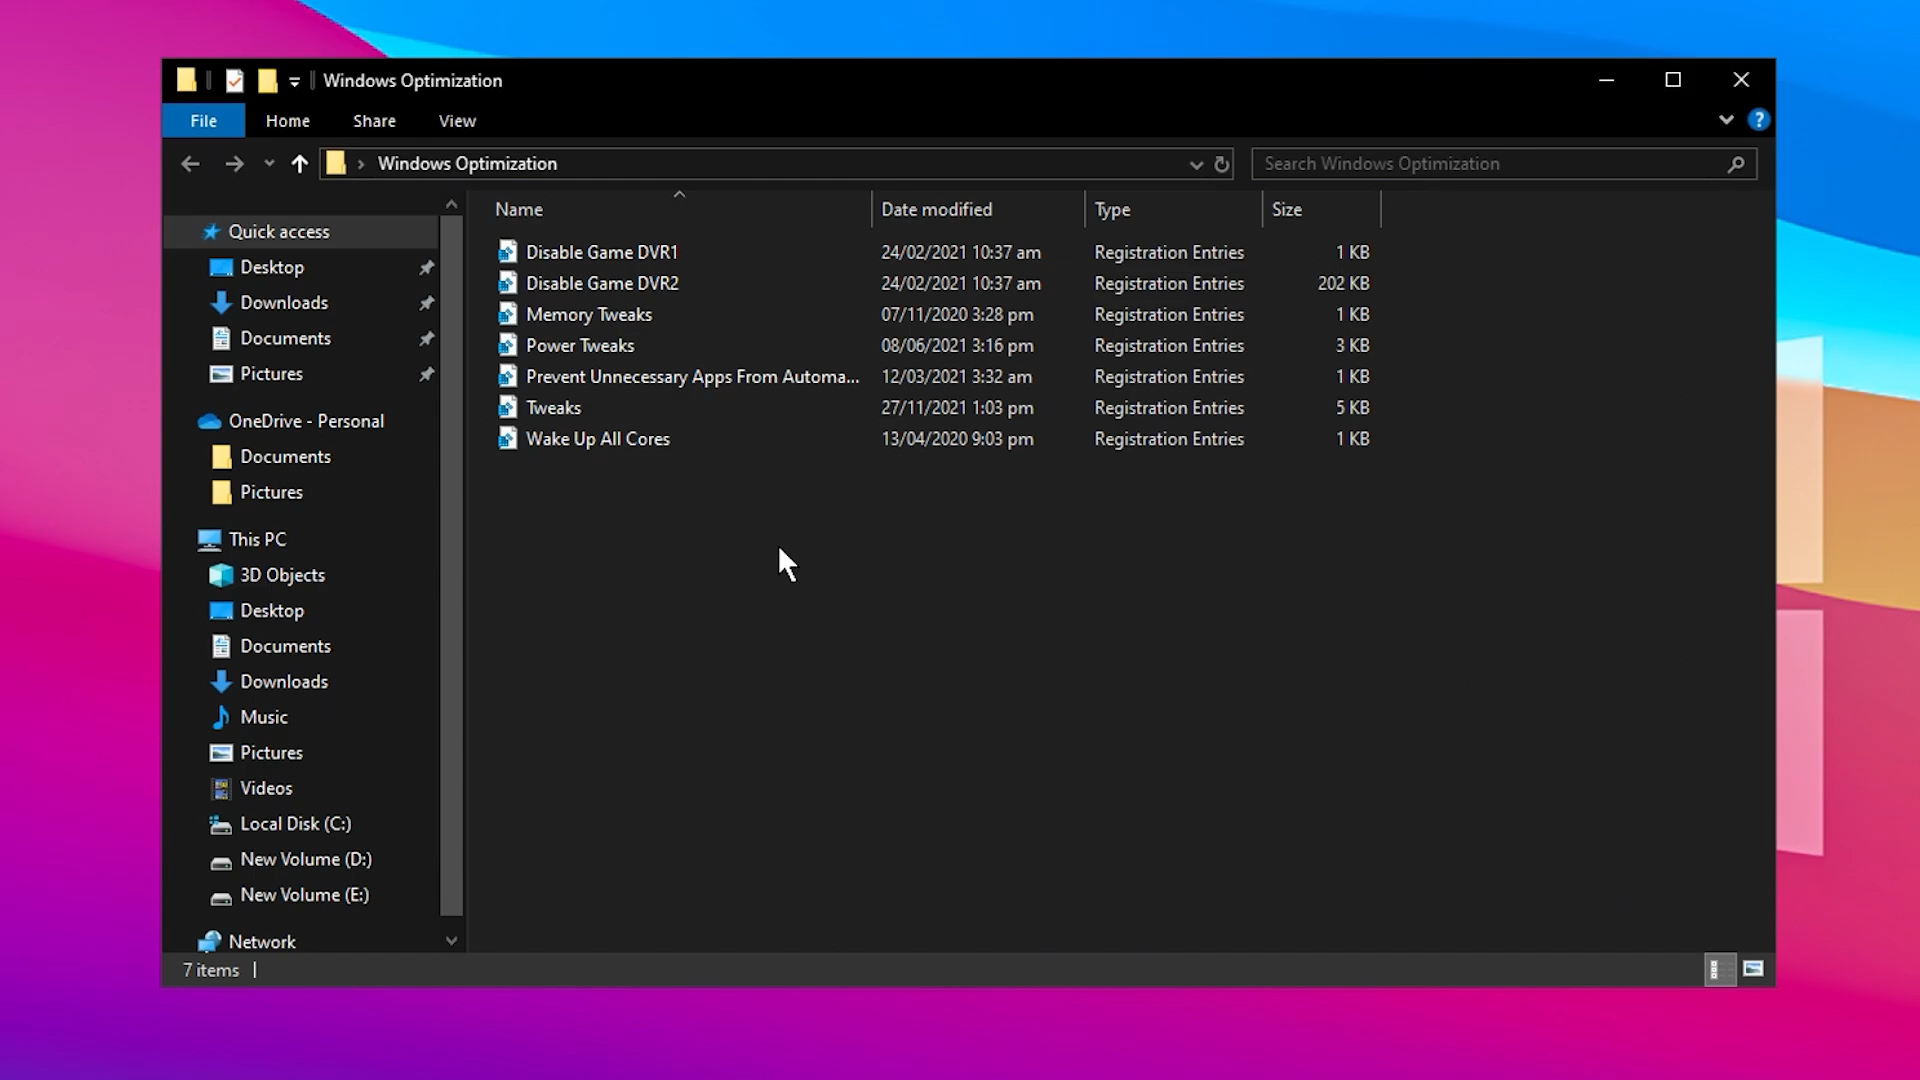 Windows Optimization
File Home Share View ?
Windows Optimization Search Windows Optimization
Name Date modified Type Size
Quick access
Desktop
Downloads
Documents
Pictures
OneDrive - Personal
Documents
Pictures
This PC
3D Objects
Desktop
Documents
Downloads
Music
Pictures
Videos
Local Disk (C:)
New Volume (D:)
New Volume (E:)
Network
Disable Game DVR1 24/02/2021 10:37 am Registration Entries 1 KB
Disable Game DVR2 24/02/2021 10:37 am Registration Entries 202 KB
Memory Tweaks 07/11/2020 3:28 pm Registration Entries 1 KB
Power Tweaks 08/06/2021 3:16 pm Registration Entries 3 KB
Prevent Unnecessary Apps From Automa... 12/03/2021 3:32 am Registration Entries 1 KB
Tweaks 27/11/2021 1:03 pm Registration Entries 5 KB
Wake Up All Cores 13/04/2020 9:03 pm Registration Entries 1 KB
7 items